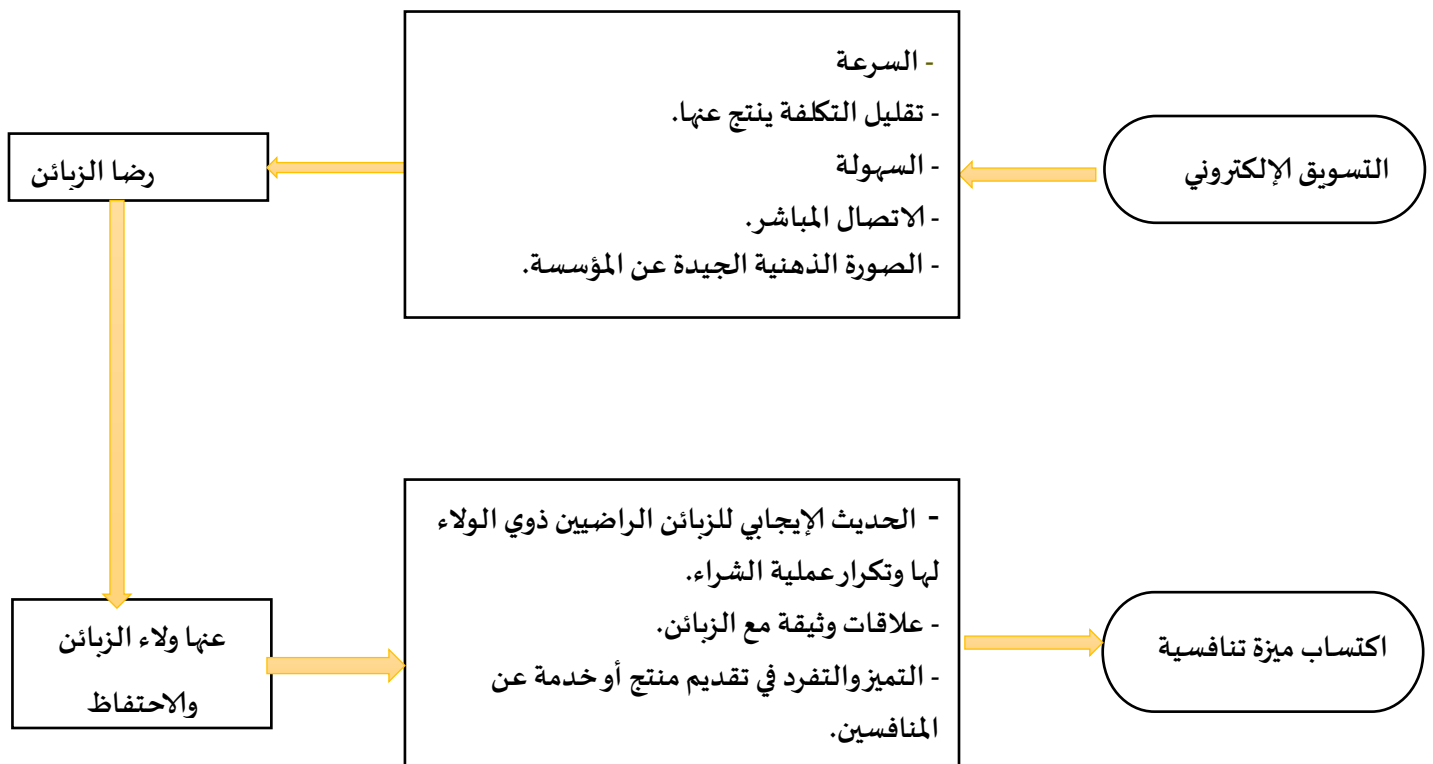 التسويق الإلكتروني
- السرعة
- تقليل التكلفة ينتج عنها.
- السهولة
- الاتصال المباشر.
- الصورة الذهنية الجيدة عن المؤسسة.
رضا الزبائن
عنها ولاء الزبائن
والاحتفاظ
- الحديث الإيجابي للزبائن الراضيين ذوي الولاء
لها وتكرار عملية الشراء.
- علاقات وثيقة مع الزبائن.
- التميز والتفرد في تقديم منتج أو خدمة عن
المنافسين.
اكتساب ميزة تنافسية